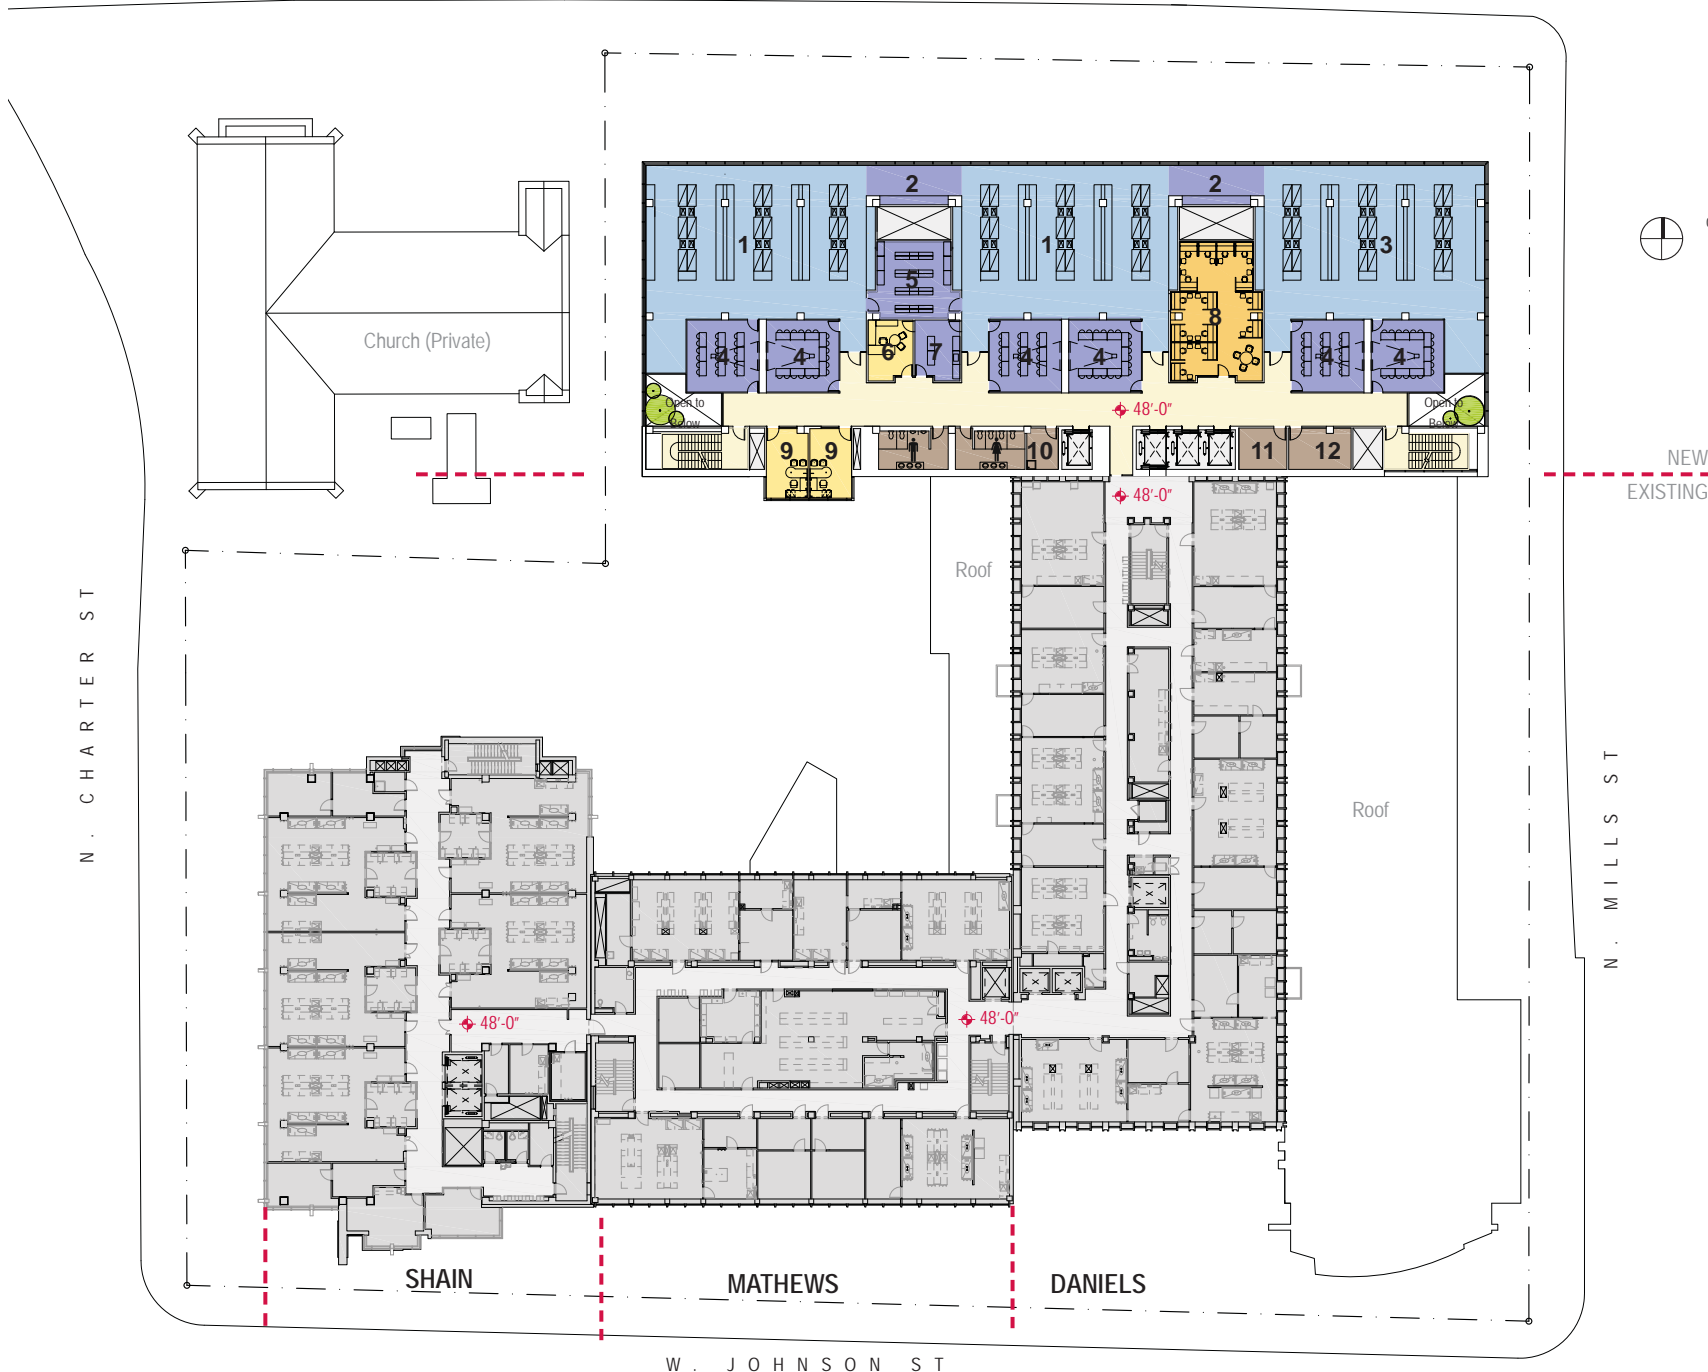 2
2
1
1
3
5
8
6
7
4
4
4
4
4
4
Open to
Below
Open to
Below
48'-0"
9
9
10
11
12
Church (Private)
NEW
EXISTING
48'-0"
Roof
Roof
N. CHARTER ST
N. MILLS ST
48'-0"
48'-0"
SHAIN
MATHEWS
DANIELS
W. JOHNSON ST